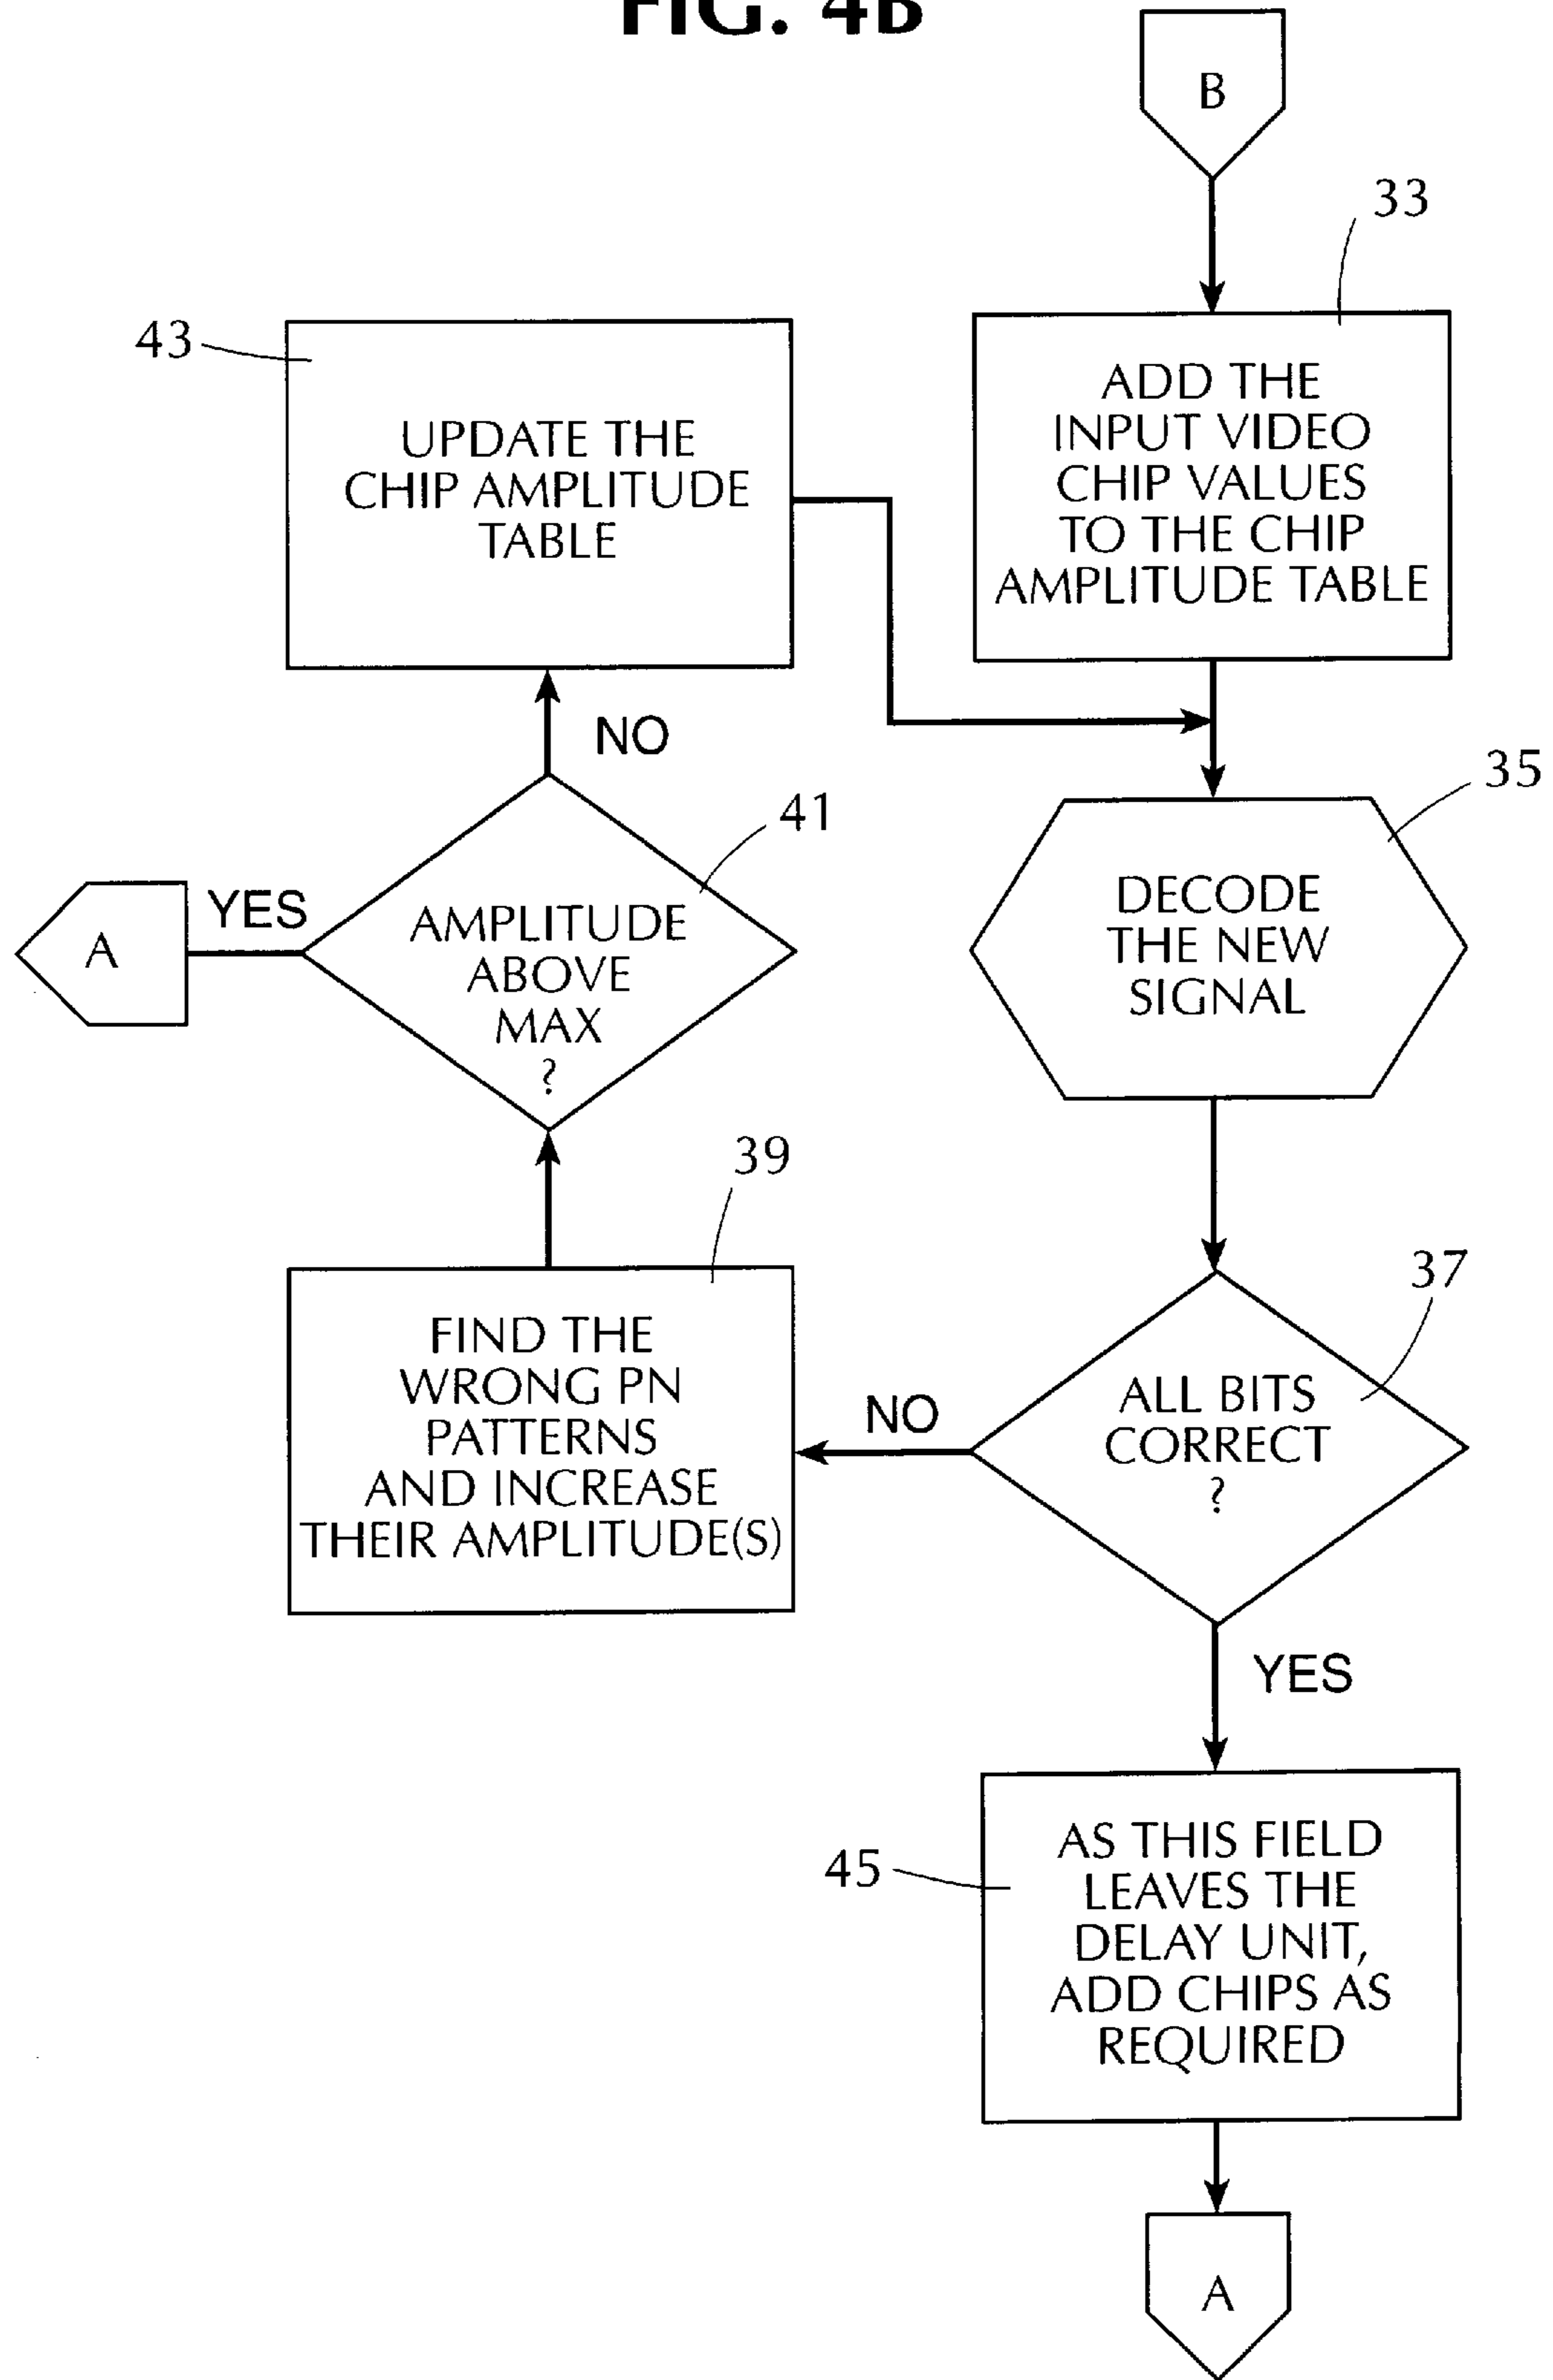 FIG. 4B
B
33
ADD THE
INPUT VIDEO
CHIP VALUES
TO THE CHIP
AMPLITUDE TABLE
43
UPDATE THE
CHIP AMPLITUDE
TABLE
NO
35
DECODE
THE NEW
SIGNAL
41
AMPLITUDE
ABOVE
MAX
?
YES
A
39
FIND THE
WRONG PN
PATTERNS
AND INCREASE
THEIR AMPLITUDE(S)
NO
37
ALL BITS
CORRECT
?
YES
45
AS THIS FIELD
LEAVES THE
DELAY UNIT,
ADD CHIPS AS
REQUIRED
A